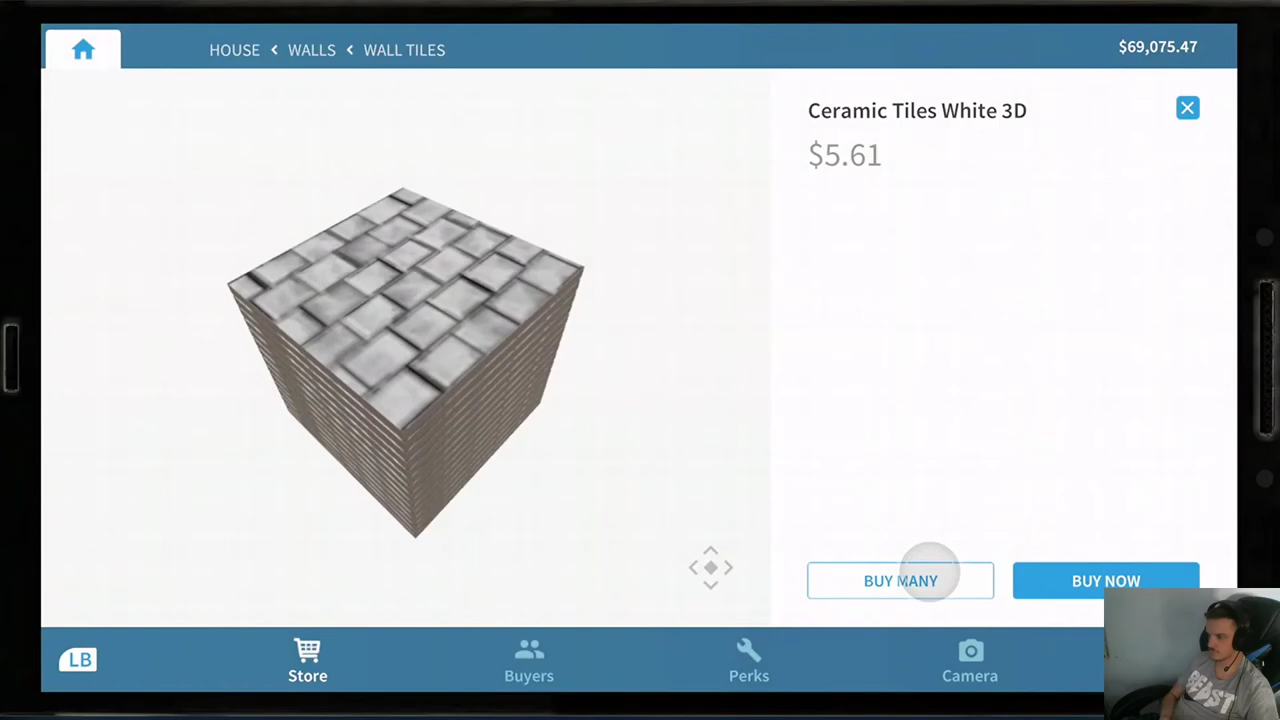 HOUSE < WALLS < WALL TILES
$69,075.47
Ceramic Tiles White 3D
$5.61
BUY MANY
BUY NOW
LB
Store
Buyers
Perks
Camera
BEAST